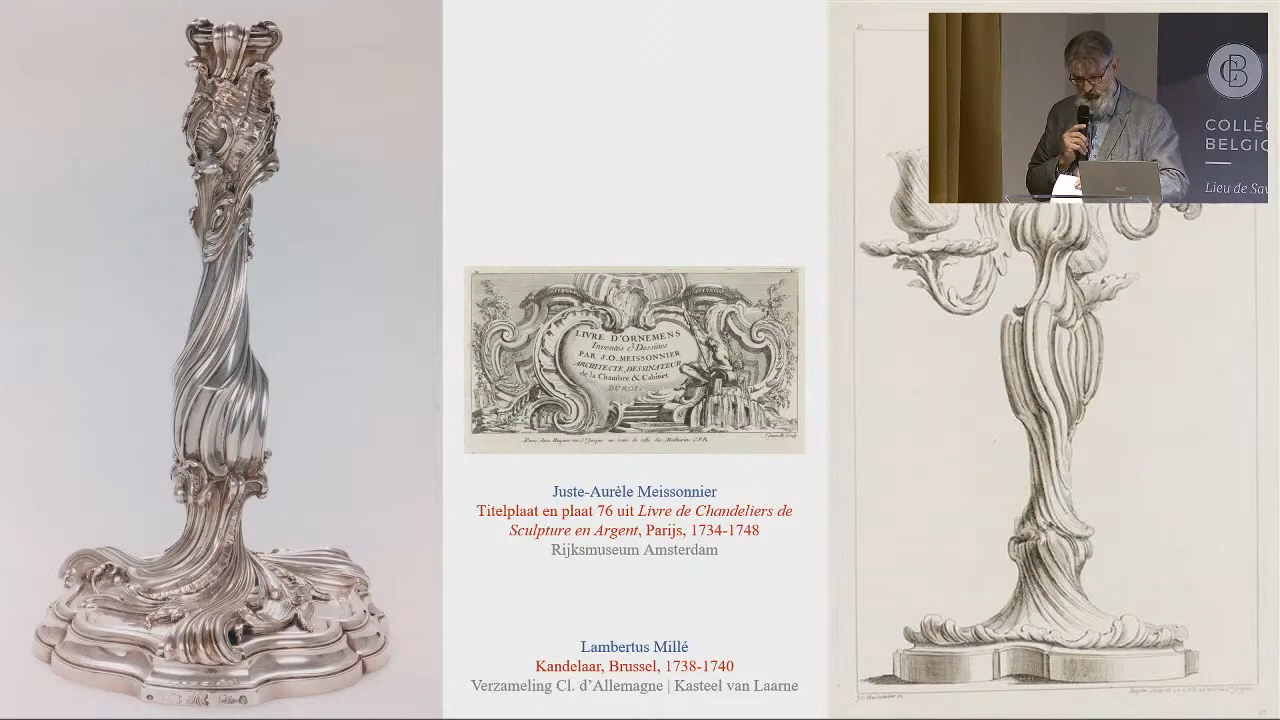 LIVRE D'ORNEMENS
Inventés & Dessinés
PAR J.O. MEISSONNIER
ARCHITECTE, DESSINATEUR
de la Chambre & Cabinet
DU ROI.
Juste-Aurèle Meissonnier
Titelplaat en plaat 76 uit Livre de Chandeliers de
Sculpture en Argent, Parijs, 1734-1748
Rijksmuseum Amsterdam
Lambertus Millé
Kandelaar, Brussel, 1738-1740
Verzameling Cl. d'Allemagne | Kasteel van Laarne
COLLÈG
BELGIQ
Lieu de Sav
acer